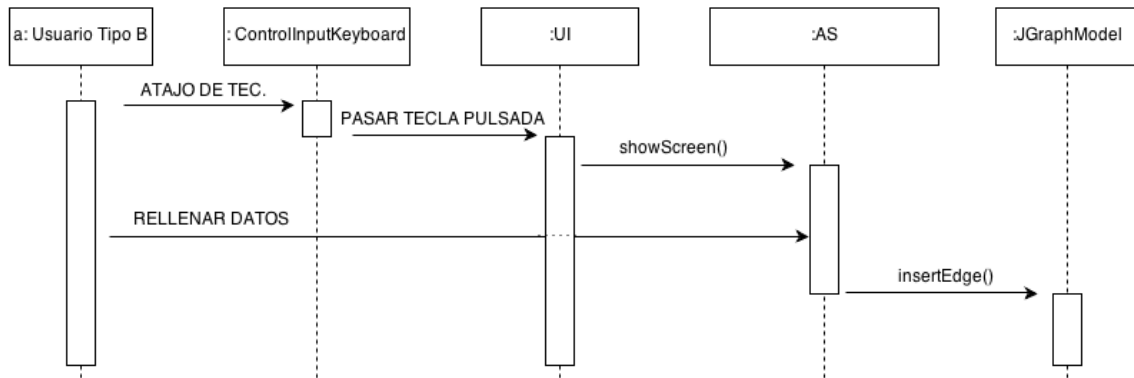 a: Usuario Tipo B
: ControlInputKeyboard
:UI
:AS
:JGraphModel
ATAJO DE TEC.
PASAR TECLA PULSADA
showScreen()
RELLENAR DATOS
insertEdge()